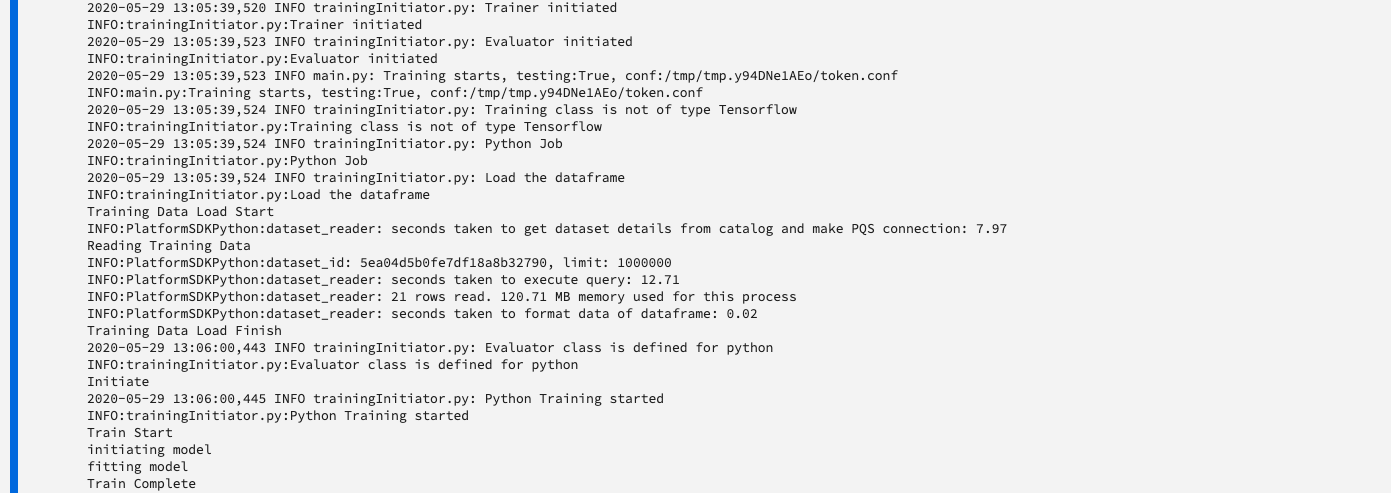 2020-05-29 13:05:39,520 INFO trainingInitiator.py: Trainer initiated
INFO:trainingInitiator.py:Trainer initiated
2020-05-29 13:05:39,523 INFO trainingInitiator.py: Evaluator initiated
INFO:trainingInitiator.py:Evaluator initiated
2020-05-29 13:05:39,523 INFO main.py: Training starts, testing:True, conf:/tmp/tmp.y94DNe1AEo/token.conf
INFO:main.py:Training starts, testing:True, conf:/tmp/tmp.y94DNe1AEo/token.conf
2020-05-29 13:05:39,524 INFO trainingInitiator.py: Training class is not of type Tensorflow
INFO:trainingInitiator.py:Training class is not of type Tensorflow
2020-05-29 13:05:39,524 INFO trainingInitiator.py: Python Job
INFO:trainingInitiator.py:Python Job
2020-05-29 13:05:39,524 INFO trainingInitiator.py: Load the dataframe
INFO:trainingInitiator.py:Load the dataframe
Training Data Load Start
INFO:PlatformSDKPython:dataset_reader: seconds taken to get dataset details from catalog and make PQS connection: 7.97
Reading Training Data
INFO:PlatformSDKPython:dataset_id: 5ea04d5b0fe7df18a8b32790, limit: 1000000
INFO:PlatformSDKPython:dataset_reader: seconds taken to execute query: 12.71
INFO:PlatformSDKPython:dataset_reader: 21 rows read. 120.71 MB memory used for this process
INFO:PlatformSDKPython:dataset_reader: seconds taken to format data of dataframe: 0.02
Training Data Load Finish
2020-05-29 13:06:00,443 INFO trainingInitiator.py: Evaluator class is defined for python
INFO:trainingInitiator.py:Evaluator class is defined for python
Initiate
2020-05-29 13:06:00,445 INFO trainingInitiator.py: Python Training started
INFO:trainingInitiator.py:Python Training started
Train Start
initiating model
fitting model
Train Complete